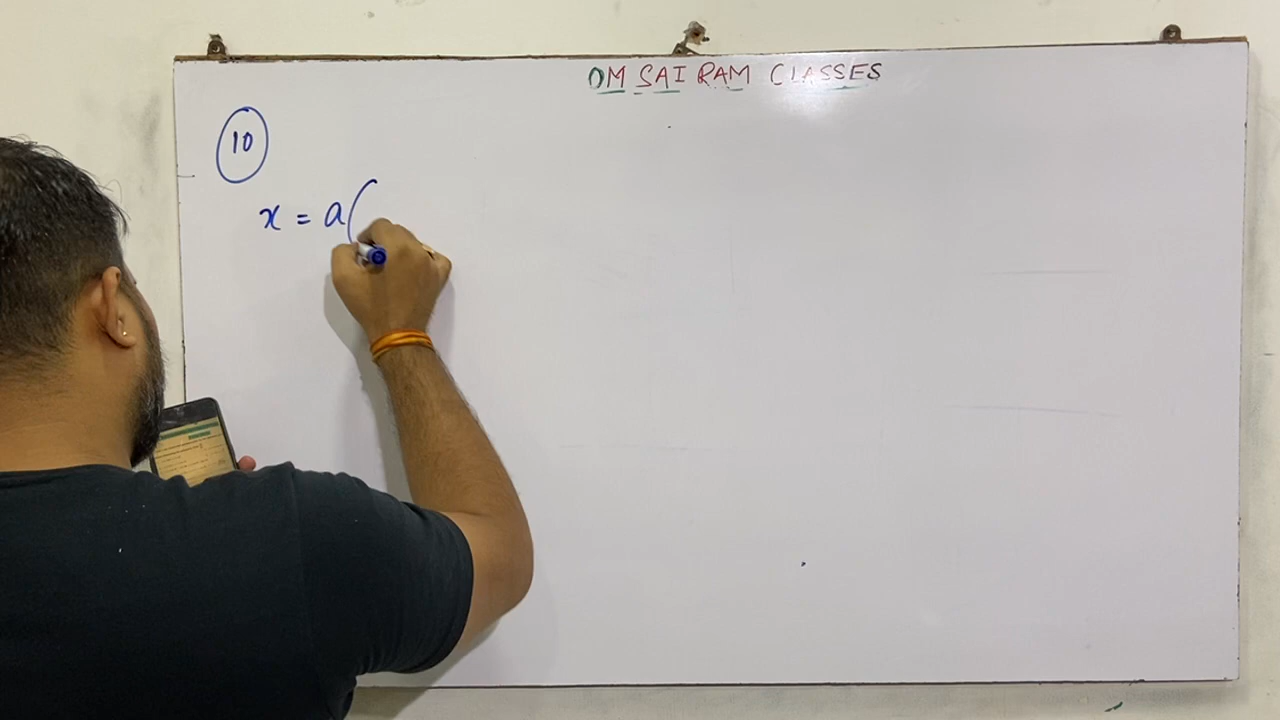 OM SAI RAM CLASSES
10
x = a(